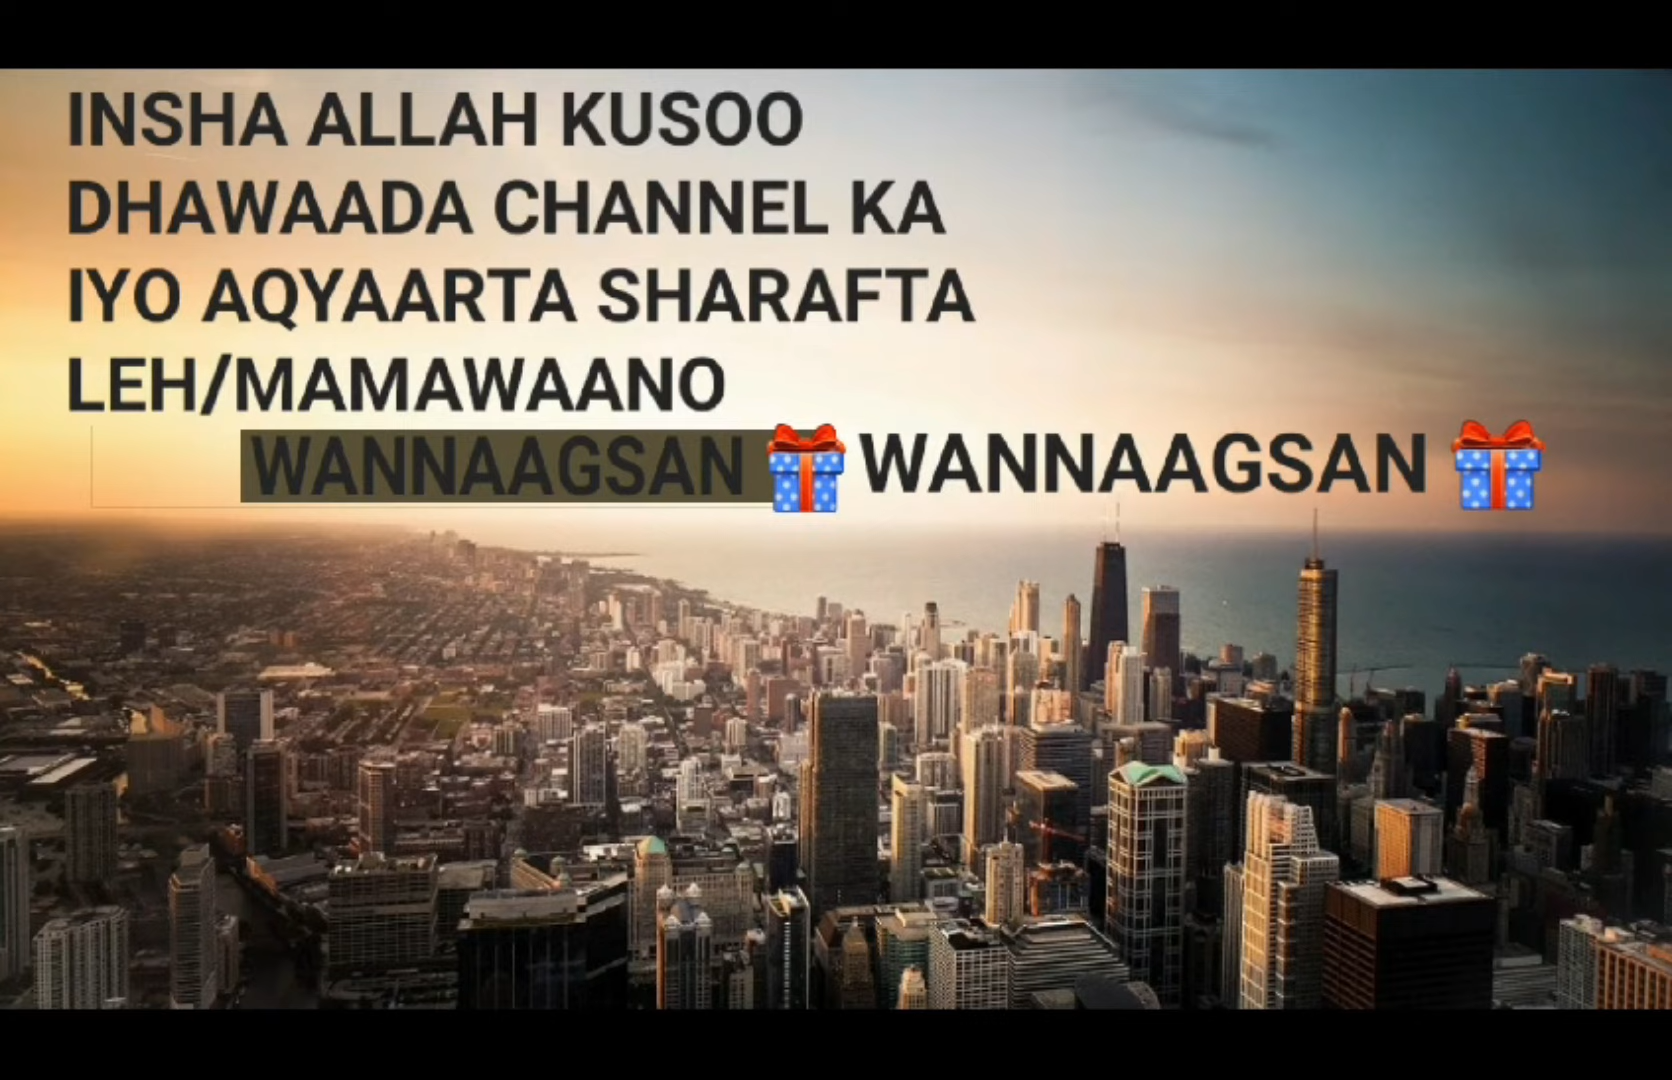 INSHA ALLAH KUSOO
DHAWAADA CHANNEL KA
IYO AQYAARTA SHARAFTA
LEH/MAMAWAANO
WANNAAGSAN 🎁 WANNAAGSAN 🎁